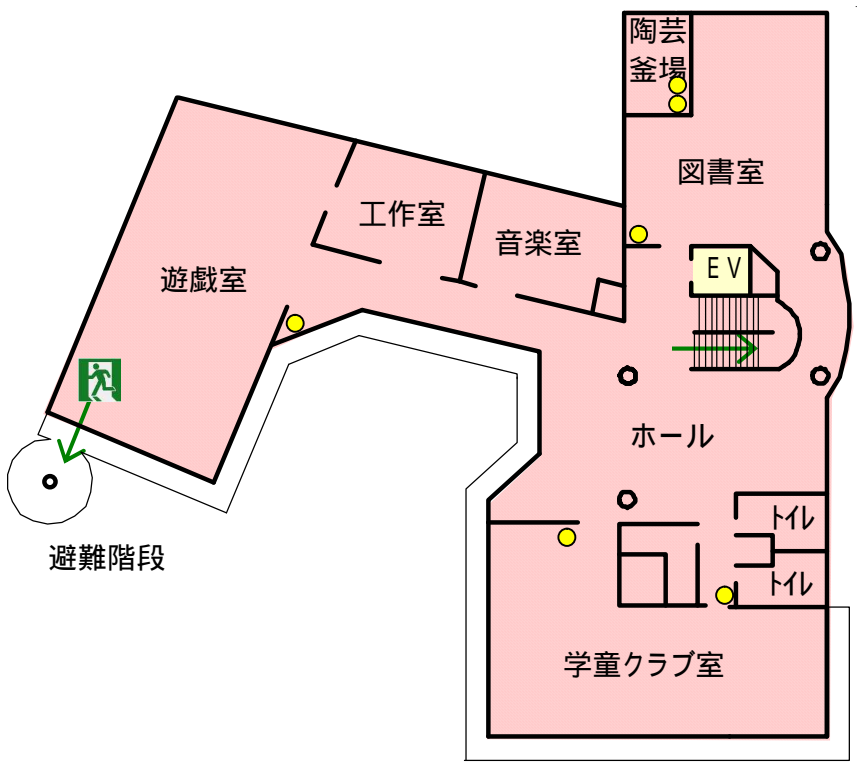 陶芸
釜場
図書室
工作室
音楽室
ＥＶ
遊戯室
ホール
ﾄｲﾚ
避難階段
ﾄｲﾚ
学童クラブ室